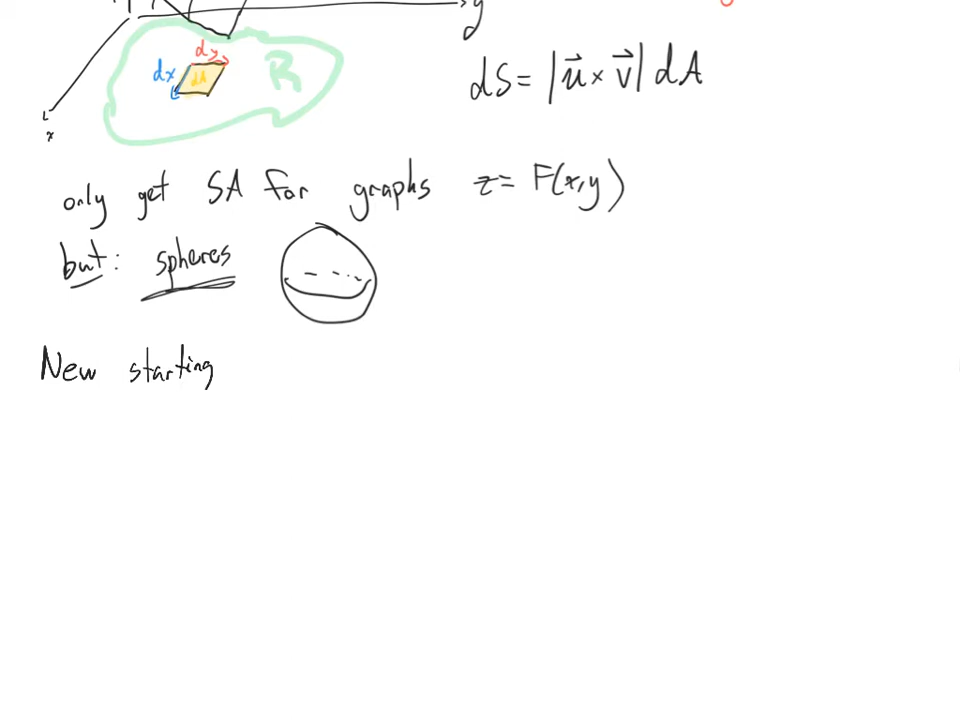 y
dy
dx
dA
R
x
dS = |u⃗ × v⃗| dA
only get SA for graphs z = F(x,y)
but: spheres
New starting